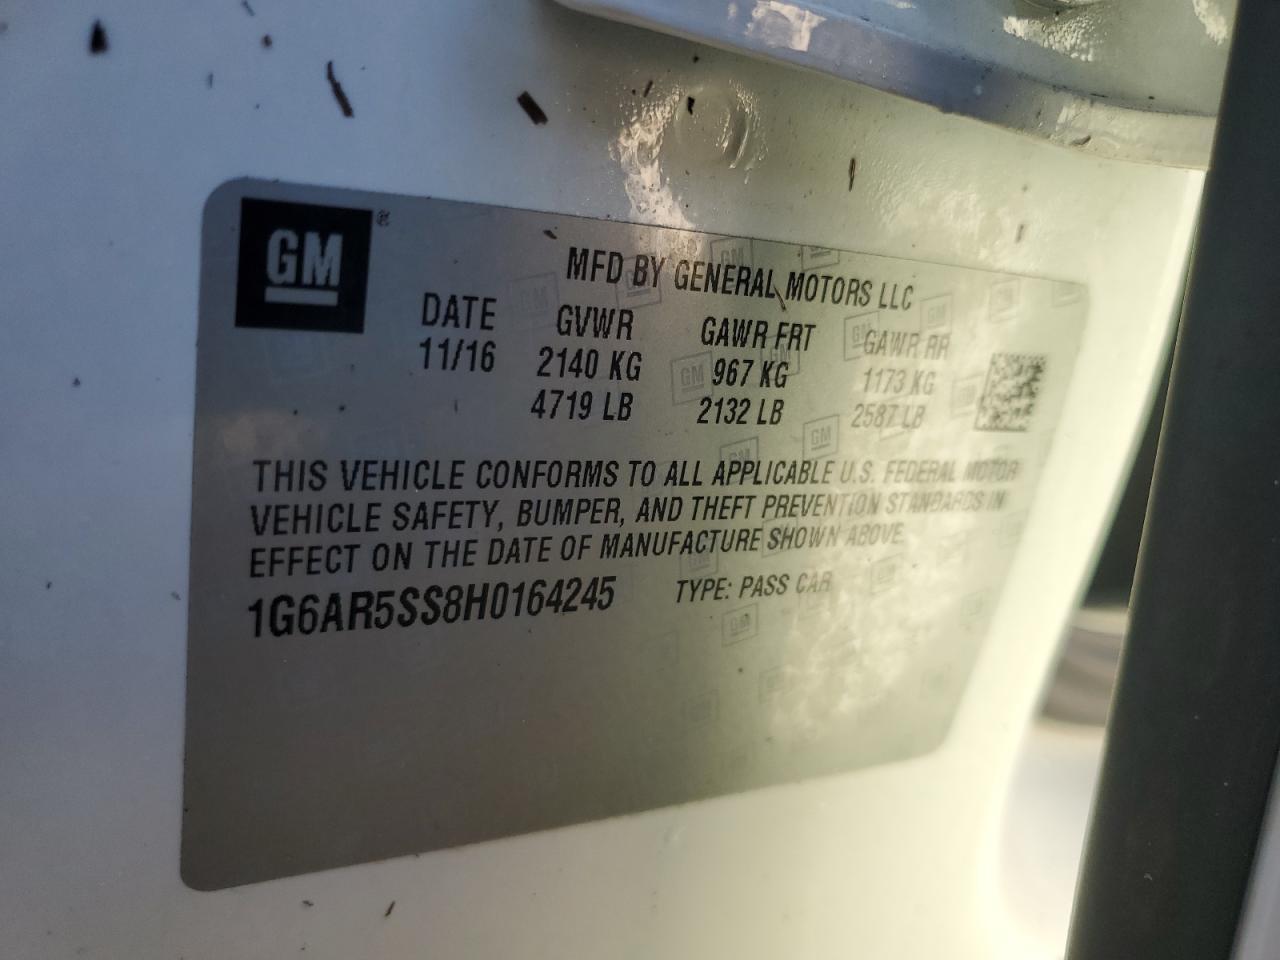 GM ®
MFD BY GENERAL MOTORS LLC
DATE GVWR GAWR FRT GAWR RR
11/16 2140 KG 967 KG 1173 KG
4719 LB 2132 LB 2587 LB
THIS VEHICLE CONFORMS TO ALL APPLICABLE U.S. FEDERAL MOTOR
VEHICLE SAFETY, BUMPER, AND THEFT PREVENTION STANDARDS IN
EFFECT ON THE DATE OF MANUFACTURE SHOWN ABOVE.
1G6AR5SS8H0164245 TYPE: PASS CAR